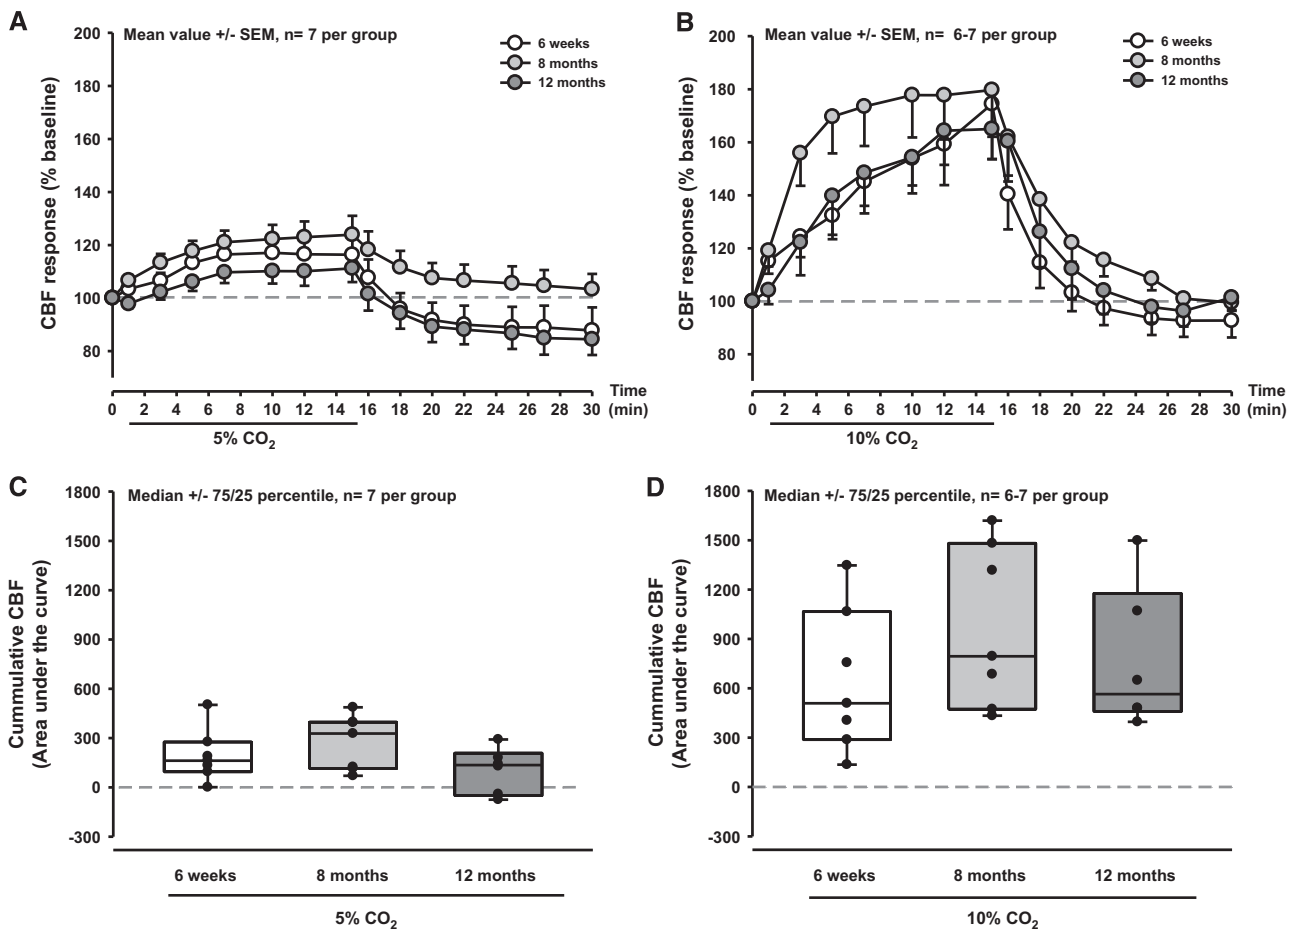 A
Mean value +/- SEM, n= 7 per group
6 weeks
8 months
12 months
CBF response (% baseline)
200
180
160
140
120
100
80
0 2 4 6 8 10 12 14 16 18 20 22 24 26 28 30
Time
(min)
5% CO2
B
Mean value +/- SEM, n= 6-7 per group
6 weeks
8 months
12 months
CBF response (% baseline)
200
180
160
140
120
100
80
0 2 4 6 8 10 12 14 16 18 20 22 24 26 28 30
Time
(min)
10% CO2
C
Median +/- 75/25 percentile, n= 7 per group
Cummulative CBF
(Area under the curve)
1800
1500
1200
900
600
300
0
-300
6 weeks 8 months 12 months
5% CO2
D
Median +/- 75/25 percentile, n= 6-7 per group
Cummulative CBF
(Area under the curve)
1800
1500
1200
900
600
300
0
-300
6 weeks 8 months 12 months
10% CO2